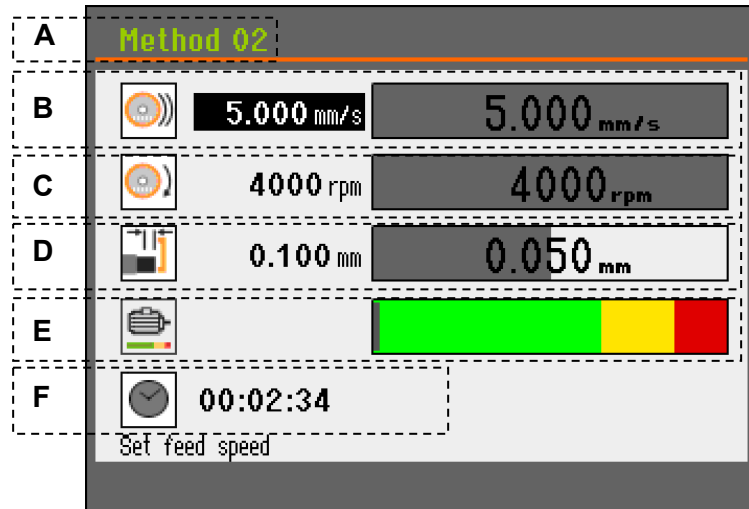 A Method 02
B 5.000 mm/s 5.000 mm/s
C 4000 rpm 4000 rpm
D 0.100 mm 0.050 mm
E
F 00:02:34
Set feed speed